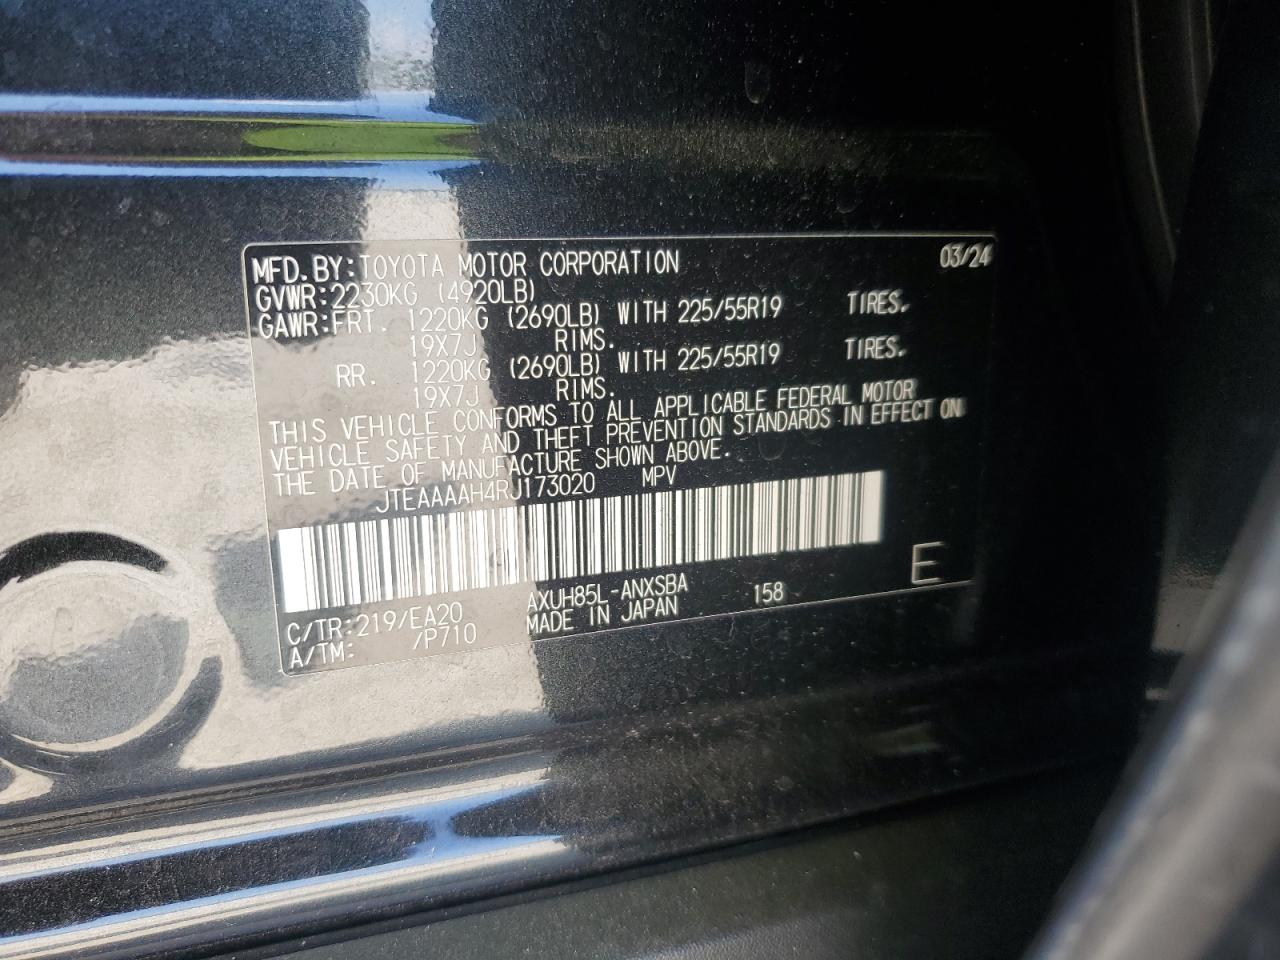 MFD.BY:TOYOTA MOTOR CORPORATION 03/24
GVWR:2230KG (4920LB)
GAWR:FRT. 1220KG (2690LB) WITH 225/55R19 TIRES.
19X7J RIMS.
RR. 1220KG (2690LB) WITH 225/55R19 TIRES.
19X7J RIMS.
THIS VEHICLE CONFORMS TO ALL APPLICABLE FEDERAL MOTOR
VEHICLE SAFETY AND THEFT PREVENTION STANDARDS IN EFFECT ON
THE DATE OF MANUFACTURE SHOWN ABOVE.
JTEAAAAH4RJ173020 MPV
E
C/TR:219/EA20 AXUH85L-ANXSBA 158
A/TM: /P710 MADE IN JAPAN